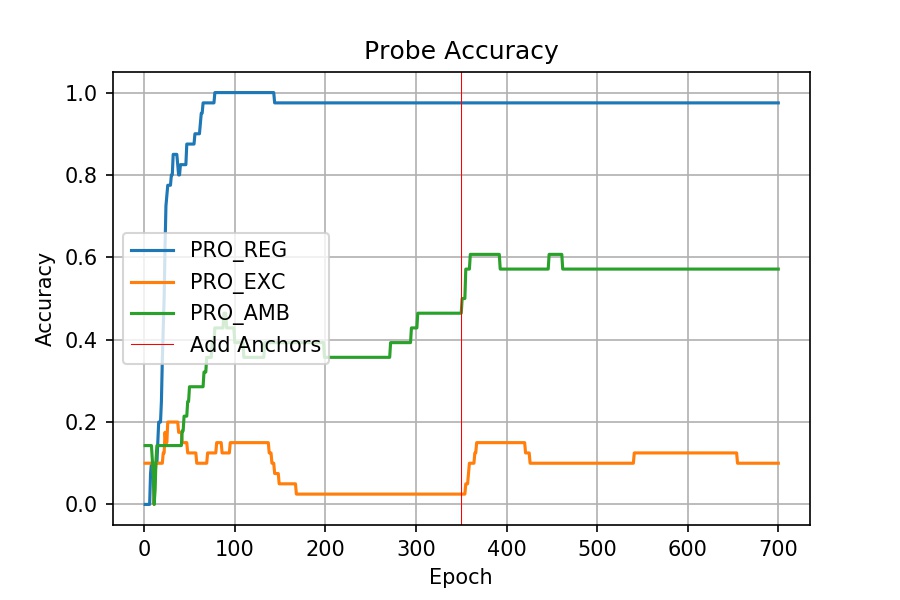 Probe Accuracy
1.0
0.8
0.6
0.4
0.2
0.0
Accuracy
PRO_REG
PRO_EXC
PRO_AMB
Add Anchors
0 100 200 300 400 500 600 700
Epoch